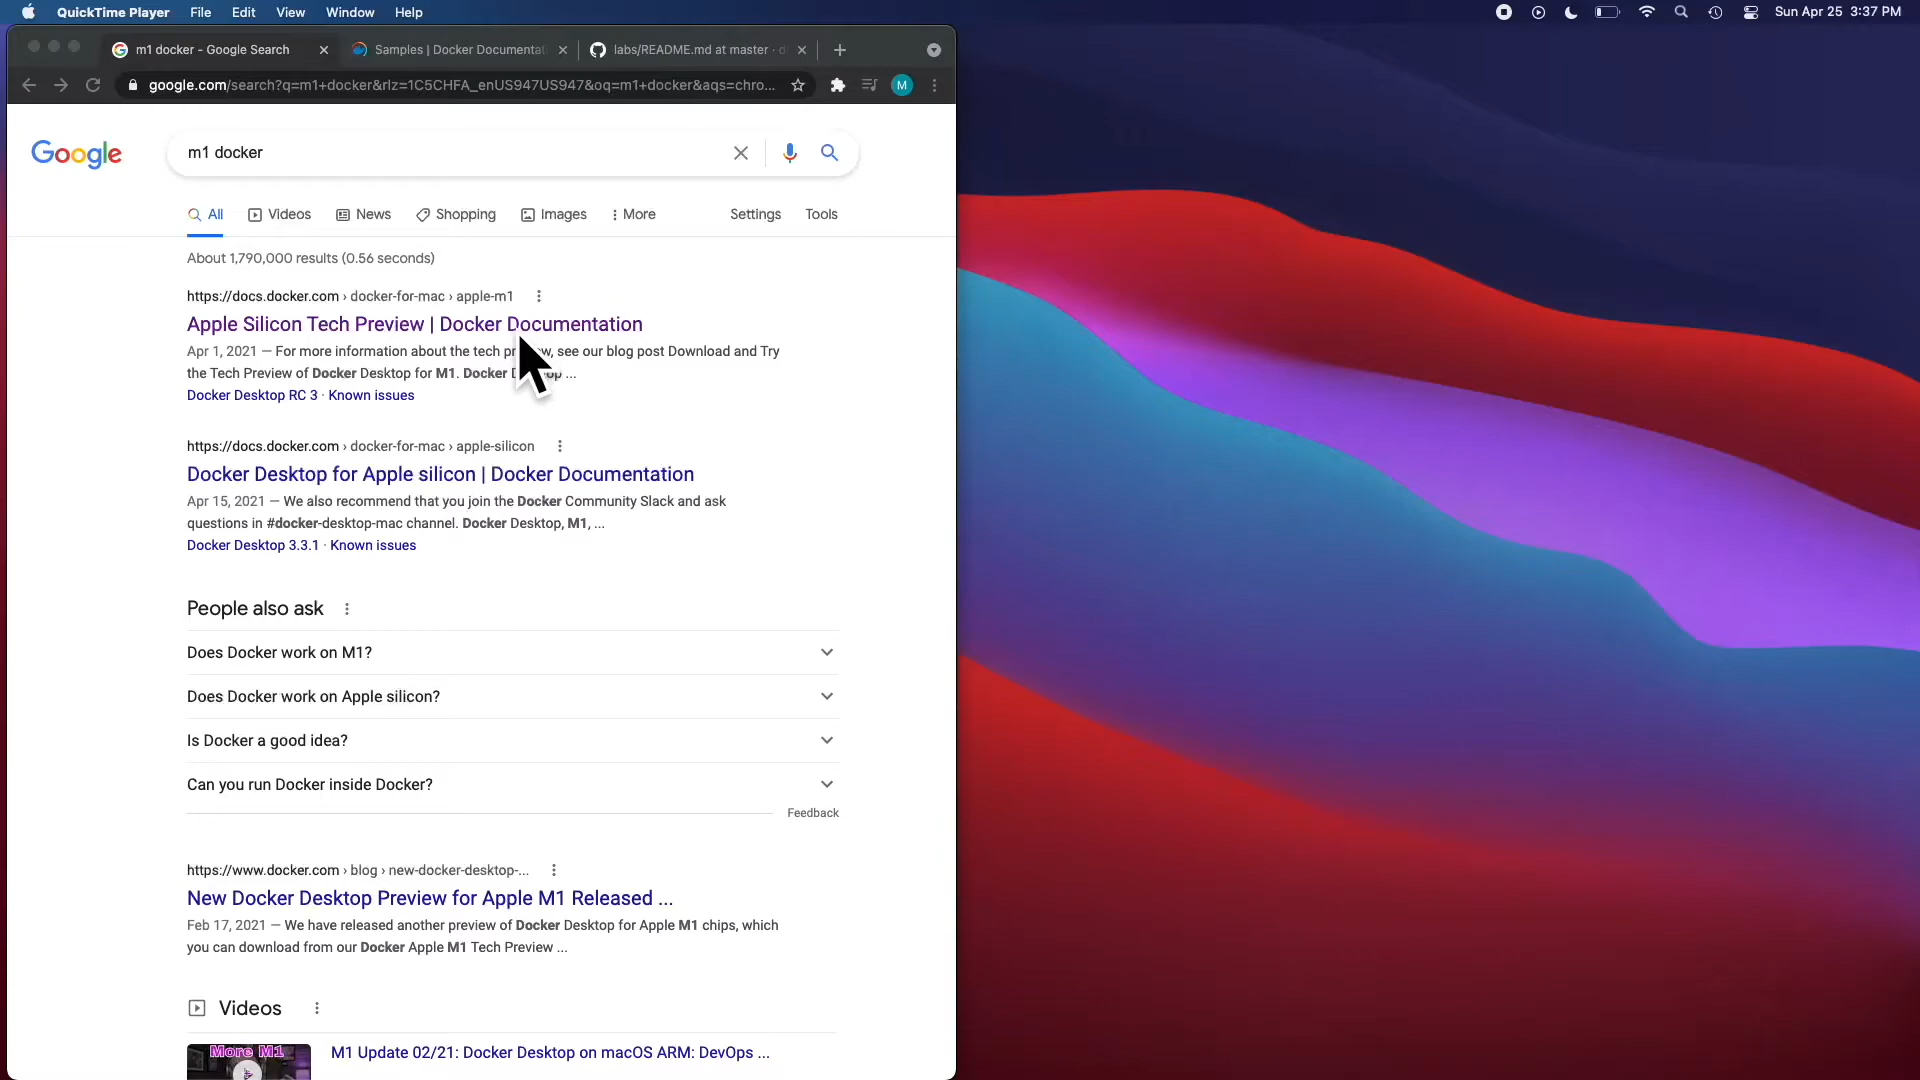 QuickTime Player File Edit View Window Help Sun Apr 25 3:37 PM
m1 docker - Google Search Samples | Docker Documentat labs/README.md at master · d
google.com/search?q=m1+docker&rlz=1C5CHFA_enUS947US947&oq=m1+docker&aqs=chro... M
Google m1 docker
All Videos News Shopping Images More Settings Tools
About 1,790,000 results (0.56 seconds)
https://docs.docker.com › docker-for-mac › apple-m1
Apple Silicon Tech Preview | Docker Documentation
Apr 1, 2021 — For more information about the tech pr w, see our blog post Download and Try
the Tech Preview of Docker Desktop for M1. Docker D op ...
Docker Desktop RC 3 · Known issues
https://docs.docker.com › docker-for-mac › apple-silicon
Docker Desktop for Apple silicon | Docker Documentation
Apr 15, 2021 — We also recommend that you join the Docker Community Slack and ask
questions in #docker-desktop-mac channel. Docker Desktop, M1, ...
Docker Desktop 3.3.1 · Known issues
People also ask
Does Docker work on M1?
Does Docker work on Apple silicon?
Is Docker a good idea?
Can you run Docker inside Docker?
Feedback
https://www.docker.com › blog › new-docker-desktop-...
New Docker Desktop Preview for Apple M1 Released ...
Feb 17, 2021 — We have released another preview of Docker Desktop for Apple M1 chips, which
you can download from our Docker Apple M1 Tech Preview ...
Videos
More M1
M1 Update 02/21: Docker Desktop on macOS ARM: DevOps ...